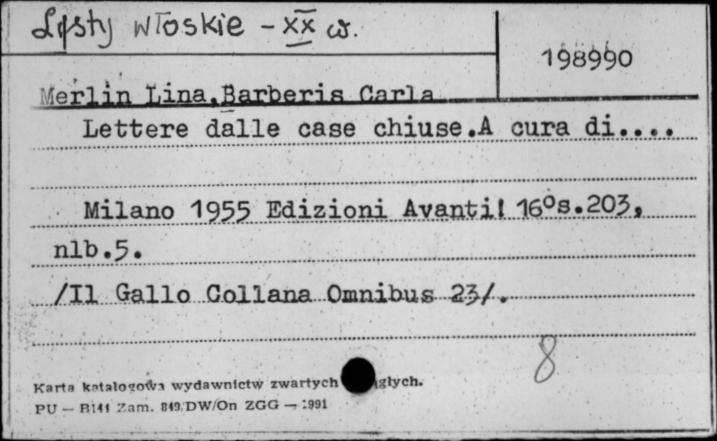 Listy włoskie - XX w.
198990
Merlin Lina,Barberis Carla
Lettere dalle case chiuse.A cura di....
Milano 1955 Edizioni Avanti! 16°s.203,
nlb.5.
/Il Gallo Collana Omnibus 23/.
8
Karta katalogowa wydawnictw zwartych głych.
PU — B141 Zam. 849/DW/On ZGG — 1991